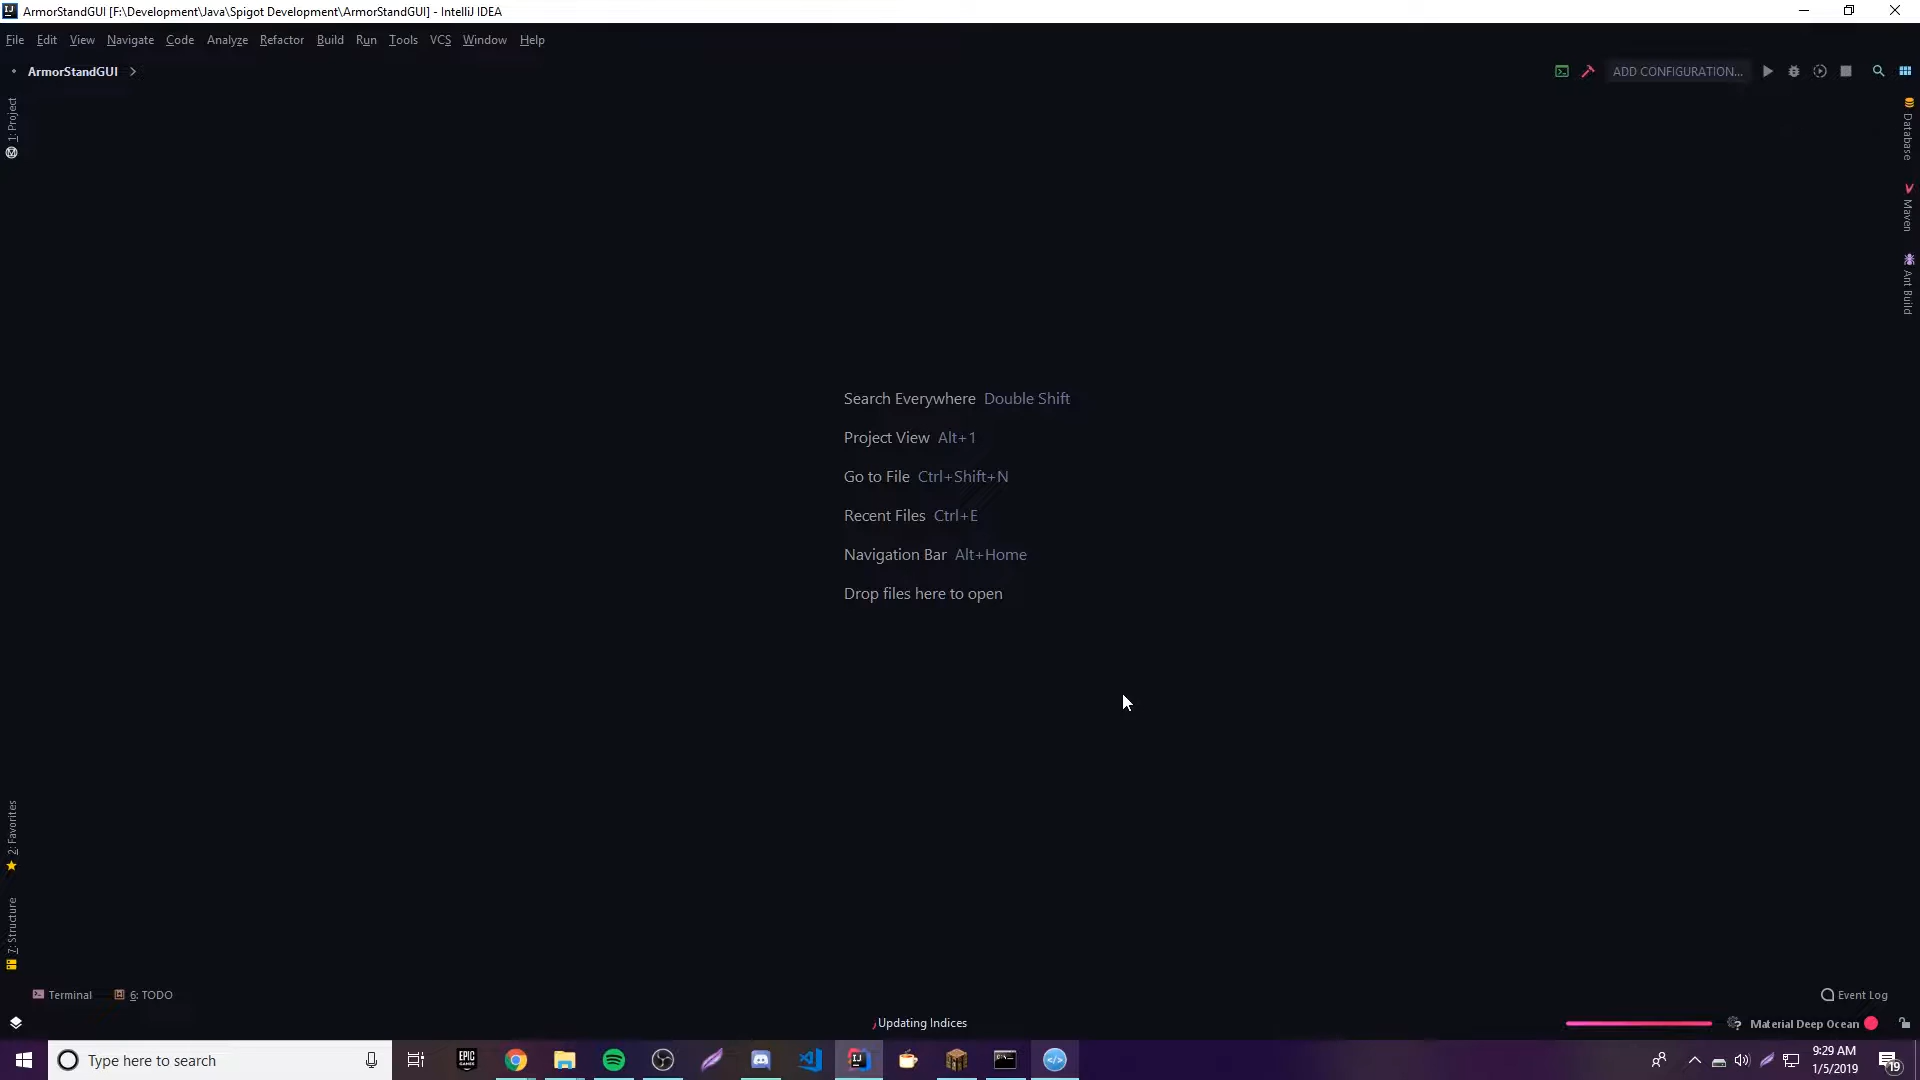 ArmorStandGUI [F:\Development\Java\Spigot Development\ArmorStandGUI] - IntelliJ IDEA
File Edit View Navigate Code Analyze Refactor Build Run Tools VCS Window Help
ArmorStandGUI
ADD CONFIGURATION...
1: Project
Database
Maven
Ant Build
Search Everywhere Double Shift
Project View Alt+1
Go to File Ctrl+Shift+N
Recent Files Ctrl+E
Navigation Bar Alt+Home
Drop files here to open
2: Favorites
7: Structure
Terminal 6: TODO Event Log
Updating Indices Material Deep Ocean
Type here to search
EPIC GAMES
IJ
9:29 AM
1/5/2019
19